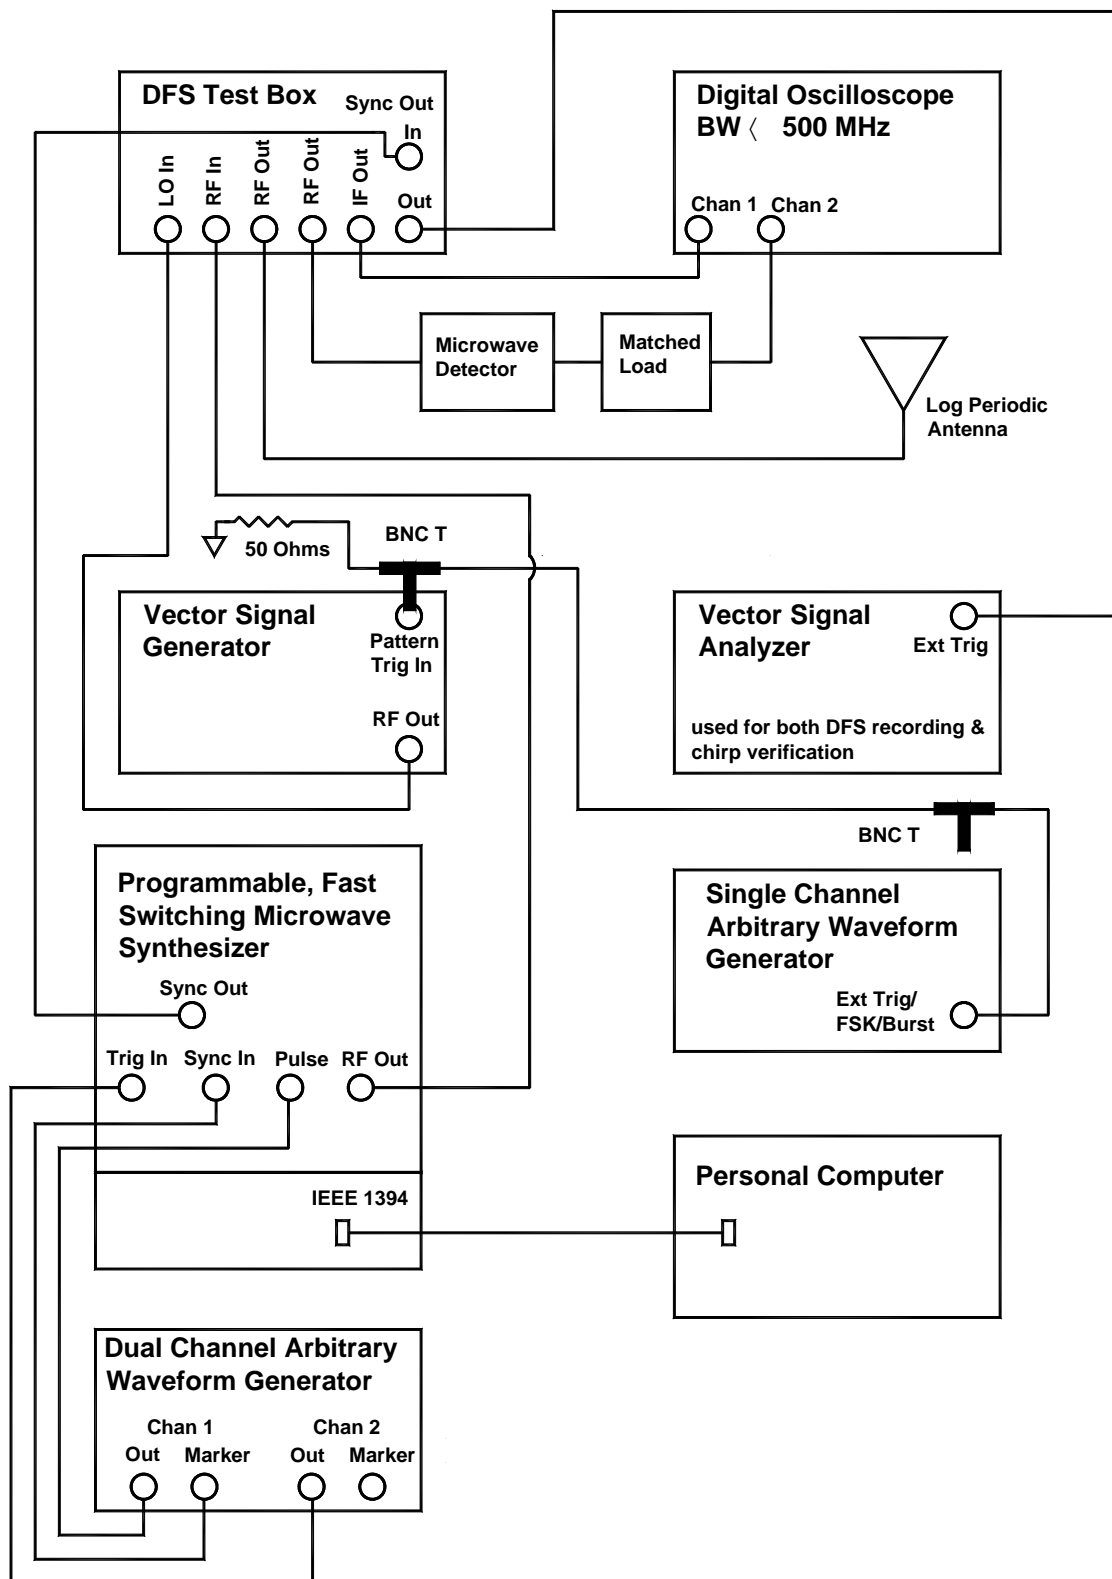 DFS Test Box
Sync Out
In
LO In
RF In
RF Out
RF Out
IF Out
Out
Digital Oscilloscope
BW 〈 500 MHz
Chan 1
Chan 2
Microwave
Detector
Matched
Load
Log Periodic
Antenna
50 Ohms
BNC T
Vector Signal
Generator
Pattern
Trig In
RF Out
Vector Signal
Analyzer
Ext Trig
used for both DFS recording &
chirp verification
BNC T
Programmable, Fast
Switching Microwave
Synthesizer
Sync Out
Trig In
Sync In
Pulse
RF Out
IEEE 1394
Single Channel
Arbitrary Waveform
Generator
Ext Trig/
FSK/Burst
Personal Computer
Dual Channel Arbitrary
Waveform Generator
Chan 1
Chan 2
Out
Marker
Out
Marker